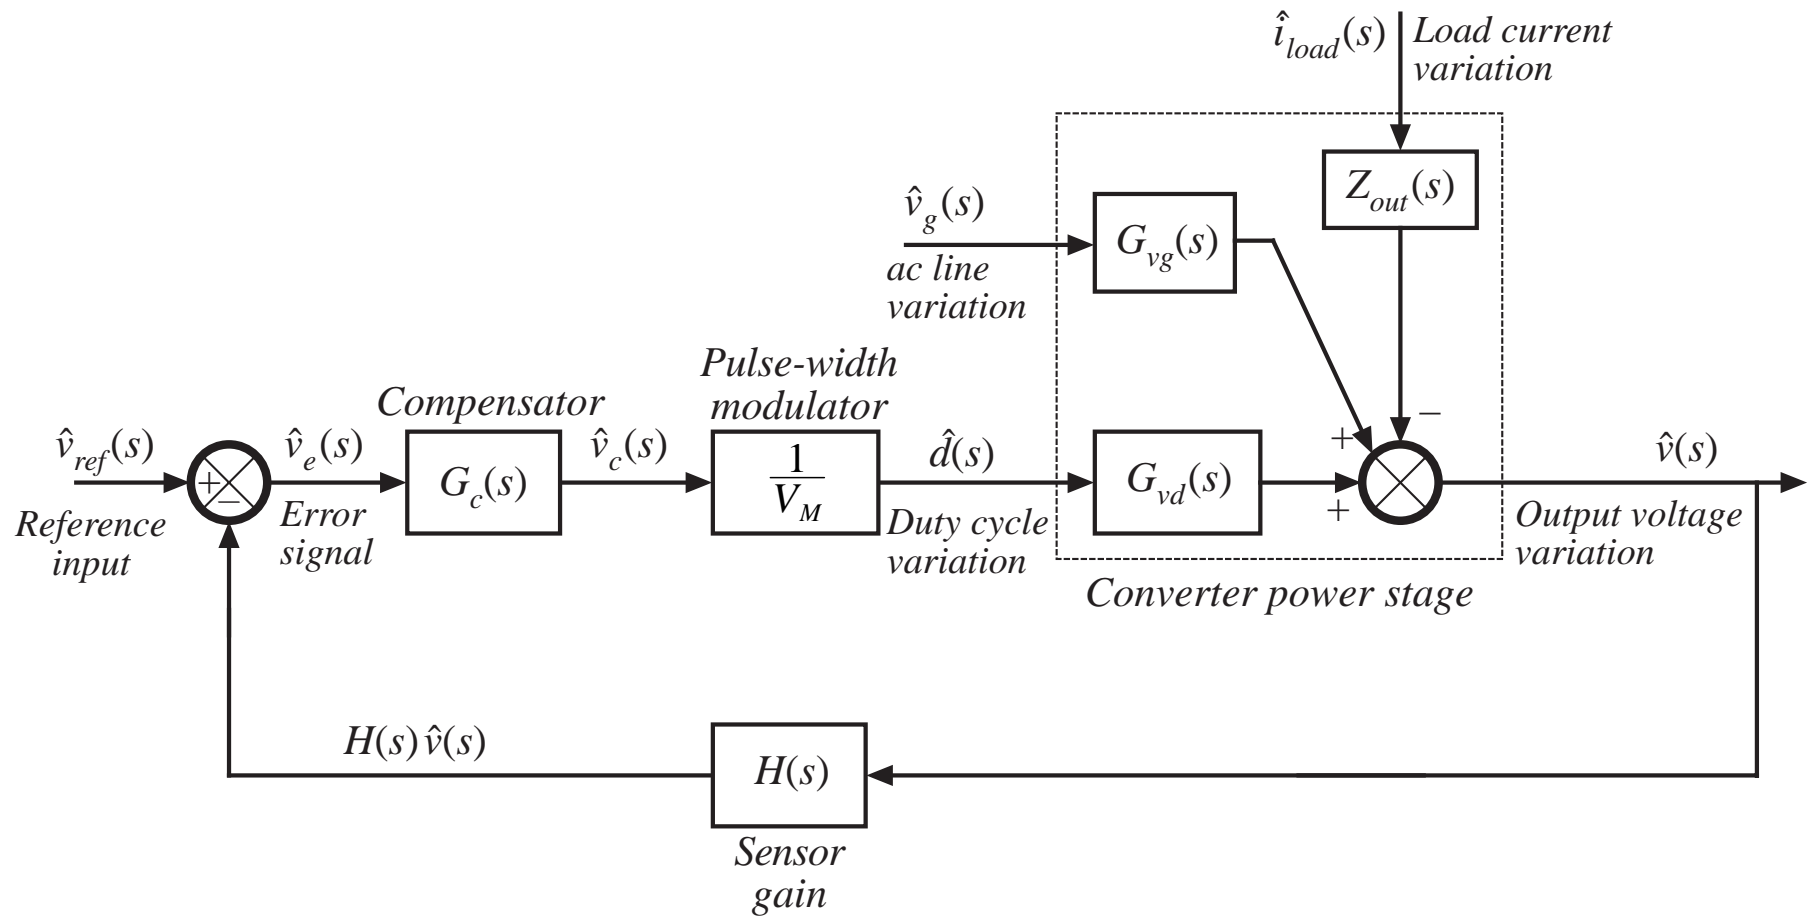 î_load(s)
Load current
variation
Z_out(s)
v̂_g(s)
G_vg(s)
ac line
variation
Pulse-width
modulator
Compensator
−
+
v̂_ref(s)
v̂_e(s)
G_c(s)
v̂_c(s)
1
V_M
d̂(s)
G_vd(s)
v̂(s)
+
−
+
Reference
input
Error
signal
Duty cycle
variation
Output voltage
variation
Converter power stage
H(s) v̂(s)
H(s)
Sensor
gain